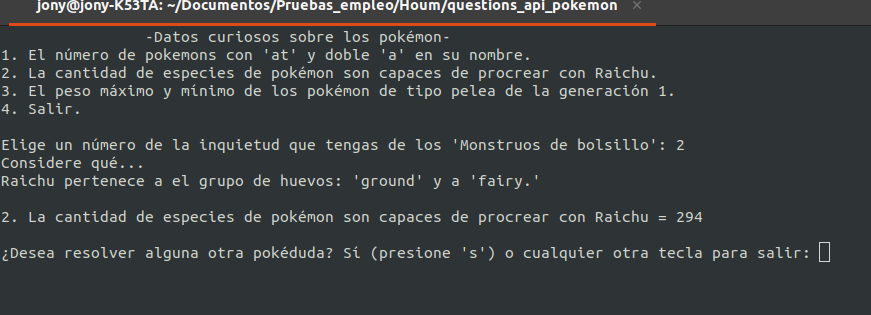 jony@jony-K53TA: ~/Documentos/Pruebas_empleo/Houm/questions_api_pokemon ×
-Datos curiosos sobre los pokémon-
1. El número de pokemons con 'at' y doble 'a' en su nombre.
2. La cantidad de especies de pokémon son capaces de procrear con Raichu.
3. El peso máximo y mínimo de los pokémon de tipo pelea de la generación 1.
4. Salir.
Elige un número de la inquietud que tengas de los 'Monstruos de bolsillo': 2
Considere qué...
Raichu pertenece a el grupo de huevos: 'ground' y a 'fairy.'
2. La cantidad de especies de pokémon son capaces de procrear con Raichu = 294
¿Desea resolver alguna otra pokéduda? Sí (presione 's') o cualquier otra tecla para salir: